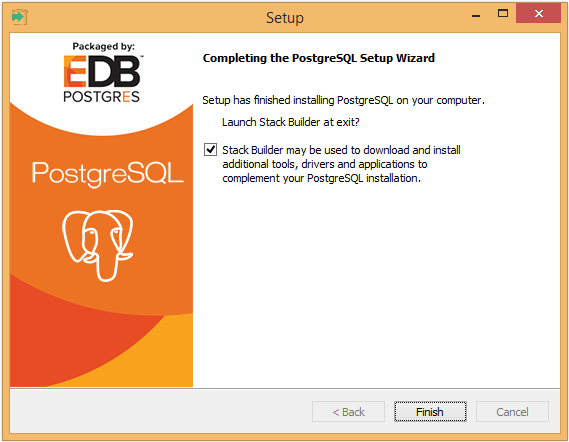 Setup
Packaged by:
EDB™
POSTGRES
PostgreSQL
Completing the PostgreSQL Setup Wizard
Setup has finished installing PostgreSQL on your computer.
Launch Stack Builder at exit?
Stack Builder may be used to download and install
additional tools, drivers and applications to
complement your PostgreSQL installation.
< Back
Finish
Cancel